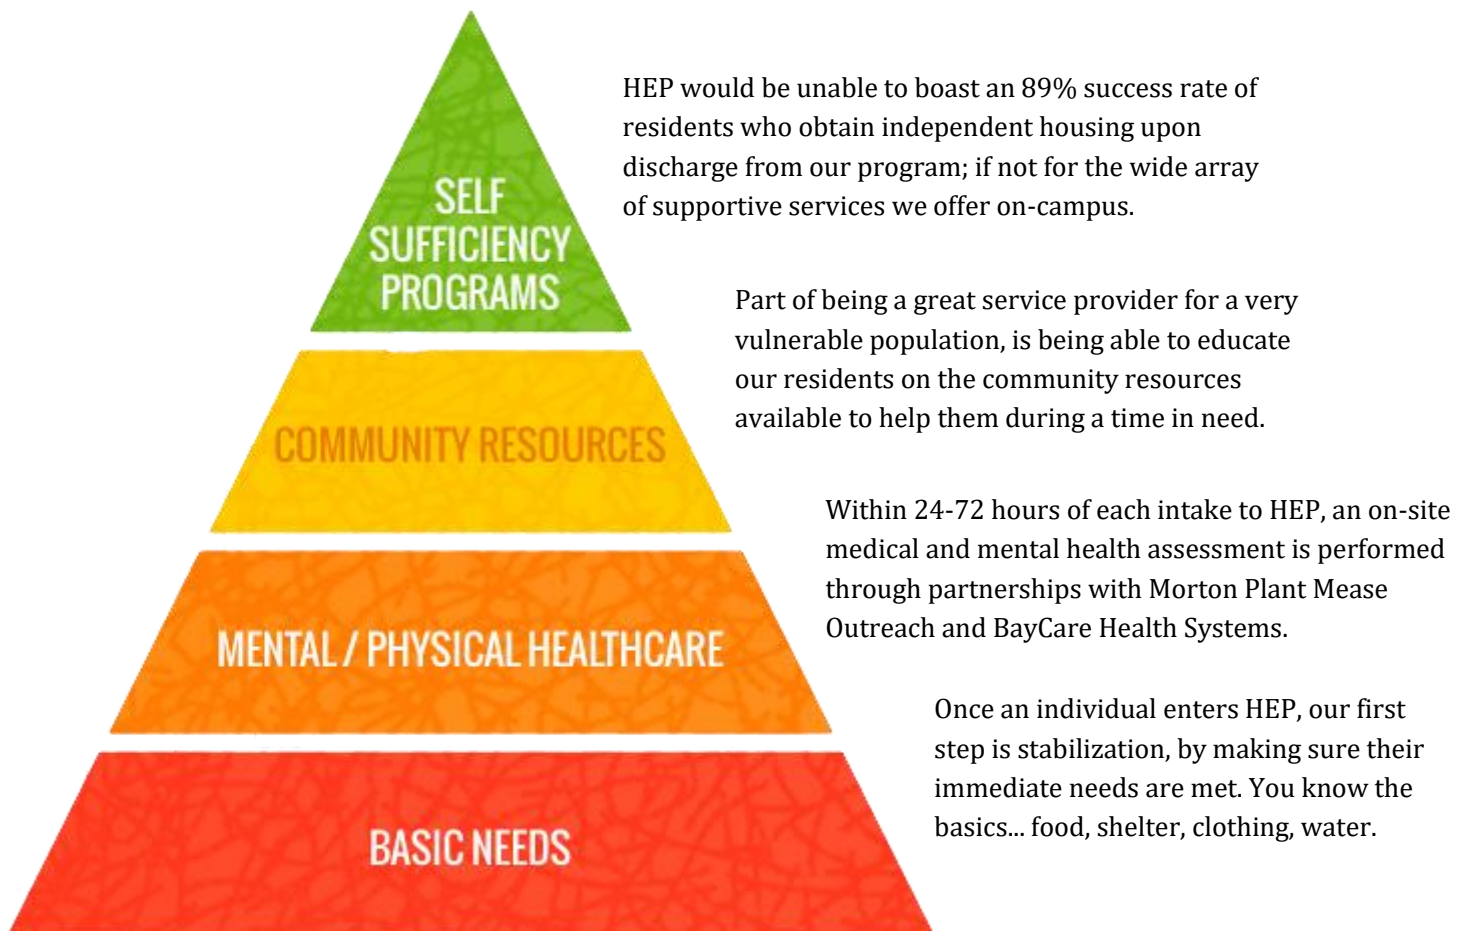 HEP would be unable to boast an 89% success rate of
residents who obtain independent housing upon
discharge from our program; if not for the wide array
of supportive services we offer on-campus.
SELF
SUFFICIENCY
PROGRAMS
Part of being a great service provider for a very
vulnerable population, is being able to educate
our residents on the community resources
available to help them during a time in need.
COMMUNITY RESOURCES
Within 24-72 hours of each intake to HEP, an on-site
medical and mental health assessment is performed
through partnerships with Morton Plant Mease
Outreach and BayCare Health Systems.
MENTAL / PHYSICAL HEALTHCARE
Once an individual enters HEP, our first
step is stabilization, by making sure their
immediate needs are met. You know the
basics... food, shelter, clothing, water.
BASIC NEEDS